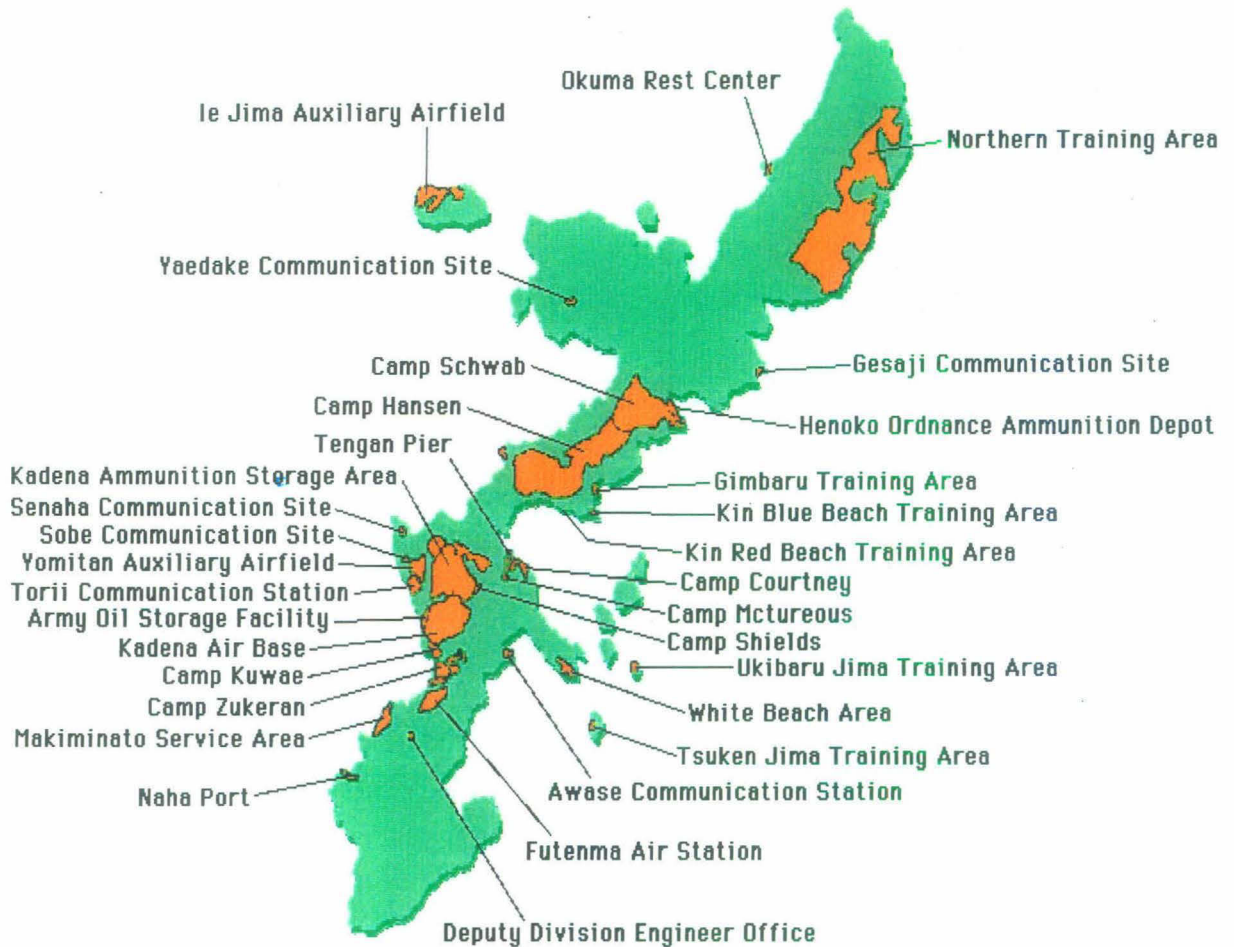 Okuma Rest Center
Ie Jima Auxiliary Airfield
Northern Training Area
Yaedake Communication Site
Camp Schwab
Gesaji Communication Site
Camp Hansen
Henoko Ordnance Ammunition Depot
Tengan Pier
Kadena Ammunition Storage Area
Gimbaru Training Area
Senaha Communication Site
Kin Blue Beach Training Area
Sobe Communication Site
Kin Red Beach Training Area
Yomitan Auxiliary Airfield
Camp Courtney
Torii Communication Station
Camp Mctureous
Army Oil Storage Facility
Camp Shields
Kadena Air Base
Ukibaru Jima Training Area
Camp Kuwae
Camp Zukeran
White Beach Area
Makiminato Service Area
Tsuken Jima Training Area
Naha Port
Awase Communication Station
Futenma Air Station
Deputy Division Engineer Office